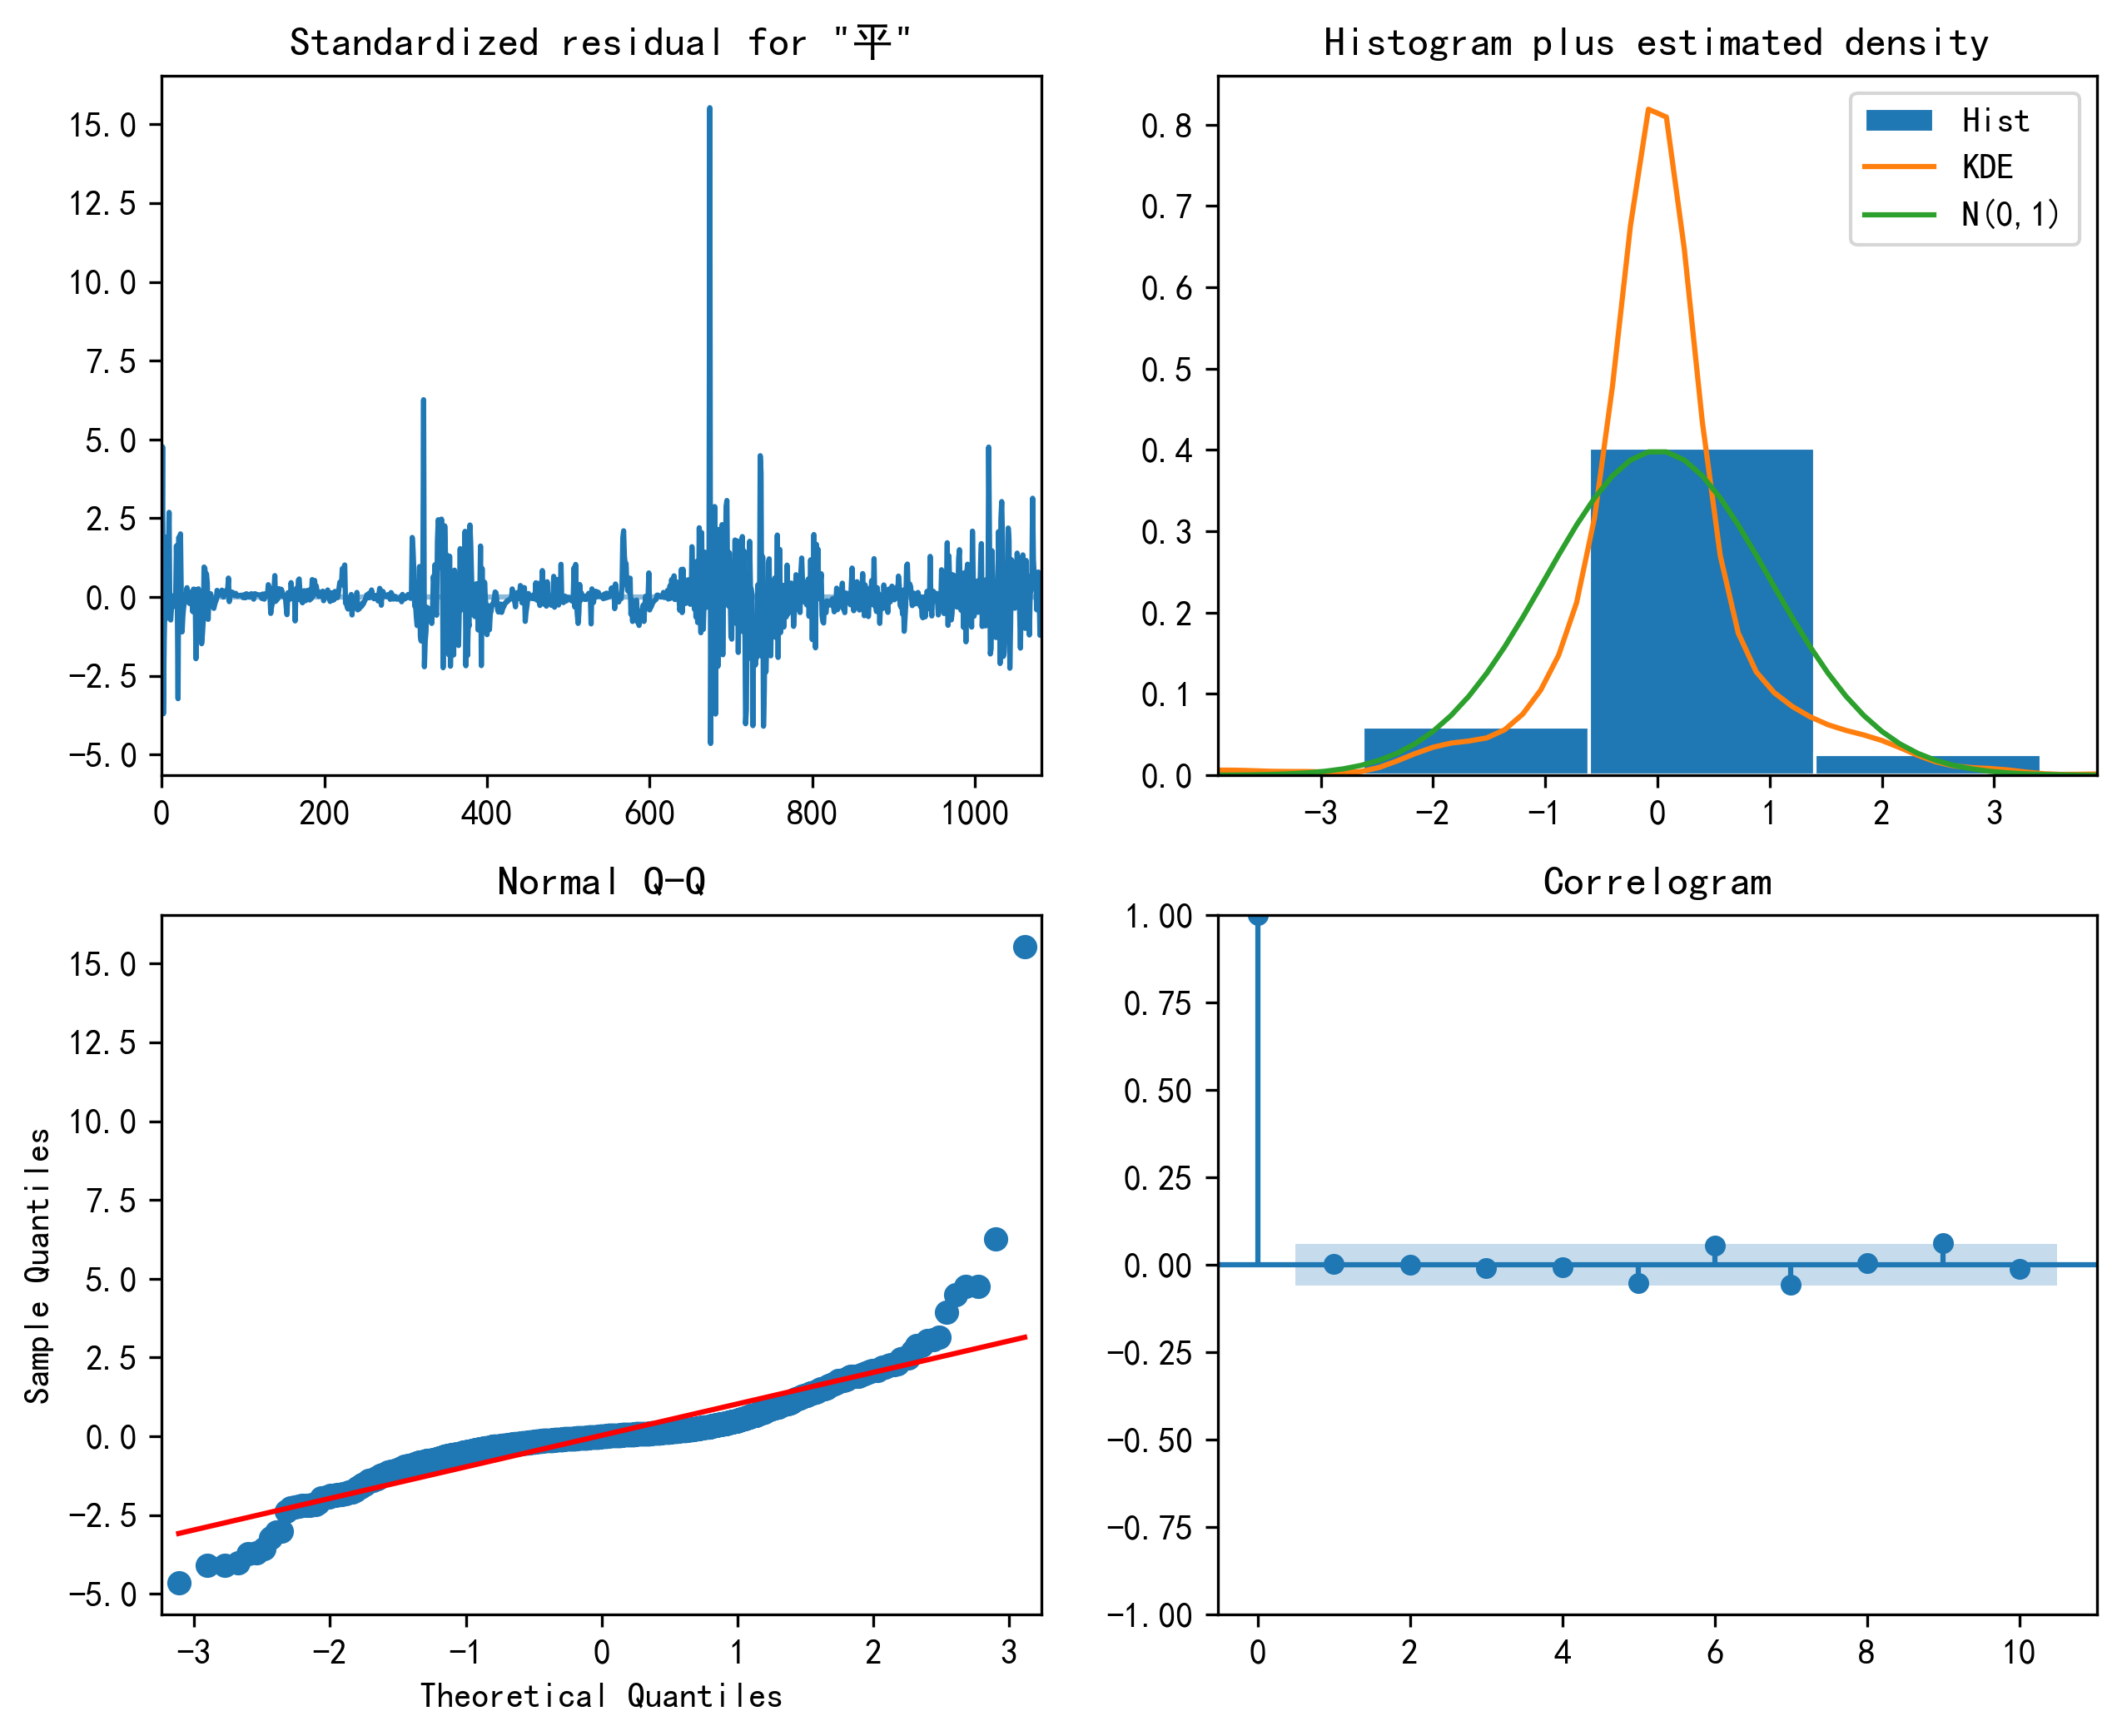 Standardized residual for "平"
15.0
12.5
10.0
7.5
5.0
2.5
0.0
−2.5
−5.0
0 200 400 600 800 1000
Histogram plus estimated density
0.8
0.7
0.6
0.5
0.4
0.3
0.2
0.1
0.0
Hist
KDE
N(0,1)
−3 −2 −1 0 1 2 3
Normal Q−Q
Sample Quantiles
15.0
12.5
10.0
7.5
5.0
2.5
0.0
−2.5
−5.0
−3 −2 −1 0 1 2 3
Theoretical Quantiles
Correlogram
1.00
0.75
0.50
0.25
0.00
−0.25
−0.50
−0.75
−1.00
0 2 4 6 8 10